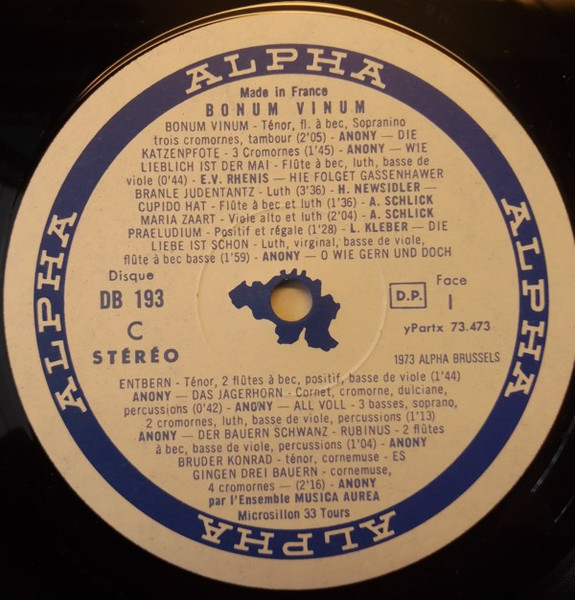 ALPHA
Made in France
BONUM VINUM
BONUM VINUM - Ténor, fl. à bec, Sopranino
trois cromornes, tambour (2'05) - ANONY — DIE
KATZENPFOTE - 3 Cromornes (1'45) - ANONY — WIE
LIEBLICH IST DER MAI - Flûte à bec, luth, basse de
viole (0'44) - E.V. RHENIS — HIE FOLGET GASSENHAWER
BRANLE JUDENTANTZ - Luth (3'36) - H. NEWSIDLER —
CUPIDO HAT - Flûte à bec et luth (1'36) - A. SCHLICK
MARIA ZAART - Viole alto et luth (2'04) - A. SCHLICK
PRAELUDIUM - Positif et régale (1'28) - L. KLEBER — DIE
LIEBE IST SCHON - Luth, virginal, basse de viole,
flûte à bec basse (1'59) - ANONY — O WIE GERN UND DOCH
ALPHA
ALPHA
Disque
DB 193
C
STÉRÉO
Face
D.P. I
yPartx 73.473
1973 ALPHA BRUSSELS
ENTBERN - Ténor, 2 flûtes à bec, positif, basse de viole (1'44)
ANONY — DAS JAGERHORN - Cornet, cromorne, dulciane,
percussions (0'42) - ANONY — ALL VOLL - 3 basses, soprano,
2 cromornes, luth, basse de viole, percussions (1'13)
ANONY — DER BAUERN SCHWANZ - RUBINUS - 2 flûtes
à bec, basse de viole, percussions (1'04) - ANONY
BRUDER KONRAD - ténor, cornemuse - ES
GINGEN DREI BAUERN - cornemuse,
4 cromornes — (2'16) - ANONY
par l'Ensemble MUSICA AUREA
Microsillon 33 Tours
ALPHA